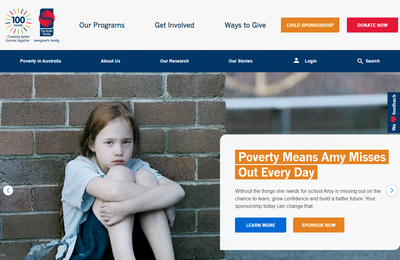 100
YEARS
Creating better
futures together
The Smith
Family
everyone's family
Our Programs
Get Involved
Ways to Give
CHILD SPONSORSHIP
DONATE NOW
Poverty in Australia
About Us
Our Research
Our Stories
Login
Search
We feedback
Poverty Means Amy Misses
Out Every Day
Without the things she needs for school Amy is missing out on the
chance to learn, grow confidence and build a better future. Your
sponsorship today can change that
LEARN MORE
SPONSOR NOW